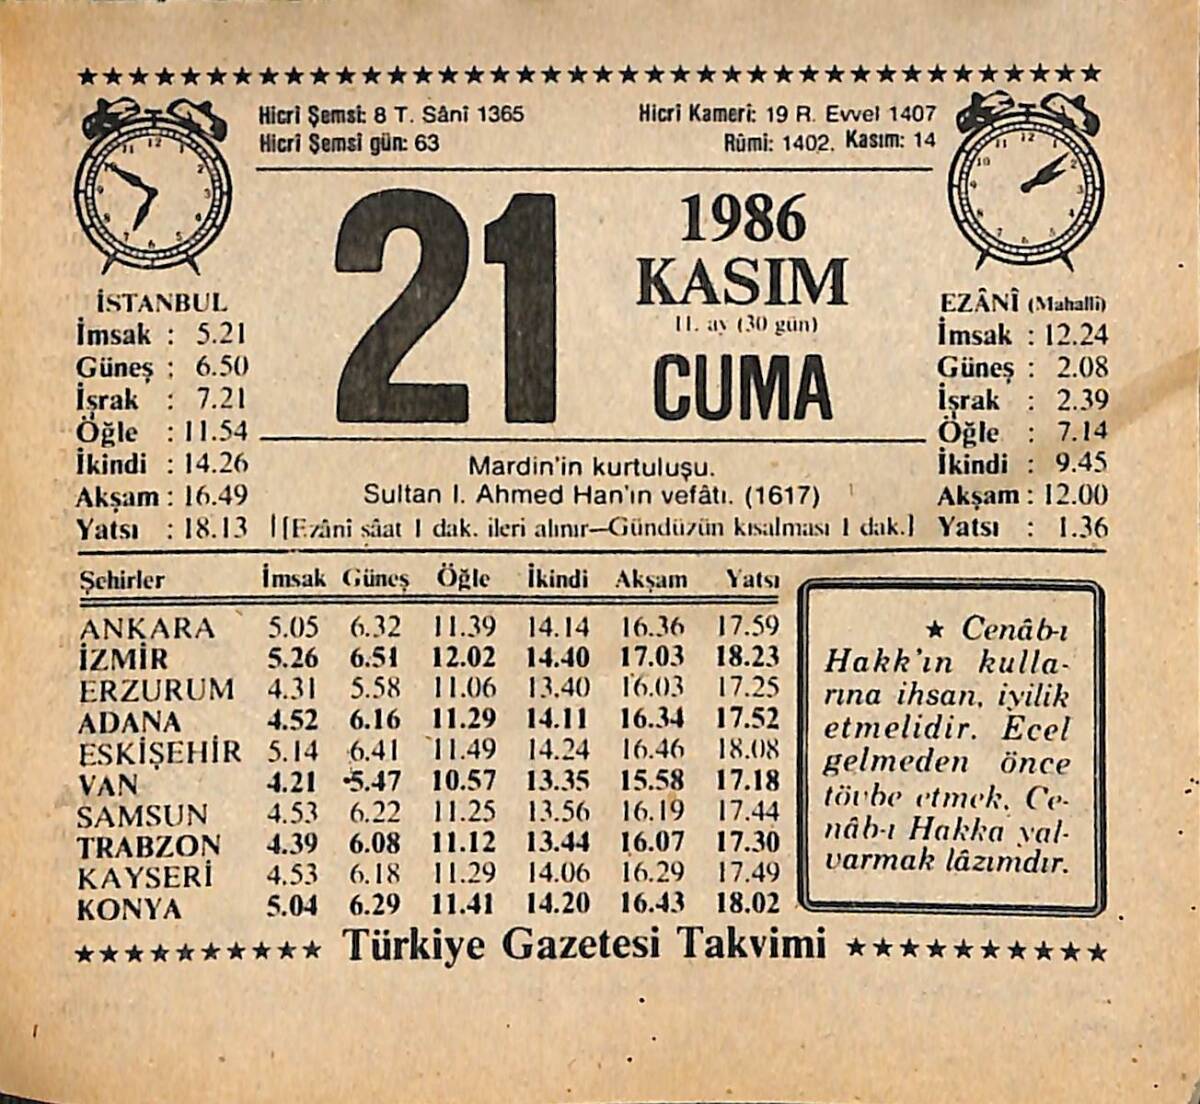 Hicrî Şemsî: 8 T. Sânî 1365
Hicrî Şemsî gün: 63
Hicrî Kamerî: 19 R. Evvel 1407
Rûmi: 1402, Kasım: 14
21
1986
KASIM
11. ay (30 gün)
CUMA
İSTANBUL
İmsak : 5.21
Güneş : 6.50
İşrak : 7.21
Öğle : 11.54
İkindi : 14.26
Akşam : 16.49
Yatsı : 18.13
EZÂNÎ (Mahallî)
İmsak : 12.24
Güneş : 2.08
İşrak : 2.39
Öğle : 7.14
İkindi : 9.45
Akşam : 12.00
Yatsı : 1.36
Mardin'in kurtuluşu.
Sultan I. Ahmed Han'ın vefâtı. (1617)
[Ezânî sâat 1 dak. ileri alınır—Gündüzün kısalması 1 dak.]
Şehirler İmsak Güneş Öğle İkindi Akşam Yatsı
ANKARA 5.05 6.32 11.39 14.14 16.36 17.59
İZMİR 5.26 6.51 12.02 14.40 17.03 18.23
ERZURUM 4.31 5.58 11.06 13.40 16.03 17.25
ADANA 4.52 6.16 11.29 14.11 16.34 17.52
ESKİŞEHİR 5.14 6.41 11.49 14.24 16.46 18.08
VAN 4.21 5.47 10.57 13.35 15.58 17.18
SAMSUN 4.53 6.22 11.25 13.56 16.19 17.44
TRABZON 4.39 6.08 11.12 13.44 16.07 17.30
KAYSERİ 4.53 6.18 11.29 14.06 16.29 17.49
KONYA 5.04 6.29 11.41 14.20 16.43 18.02
★ Cenâb-ı
Hakk'ın kulla-
rına ihsan, iyilik
etmelidir. Ecel
gelmeden önce
tövbe etmek, Ce-
nâb-ı Hakka yal-
varmak lâzımdır.
Türkiye Gazetesi Takvimi